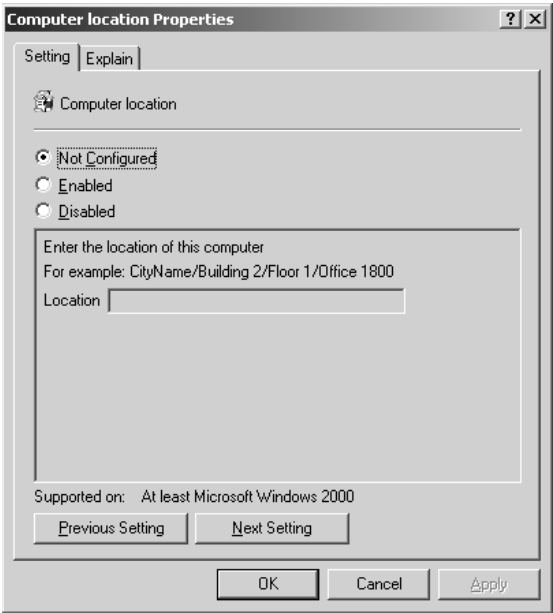 Computer location Properties
Setting Explain
Computer location
Not Configured
Enabled
Disabled
Enter the location of this computer
For example: CityName/Building 2/Floor 1/Office 1800
Location
Supported on: At least Microsoft Windows 2000
Previous Setting Next Setting
OK Cancel Apply